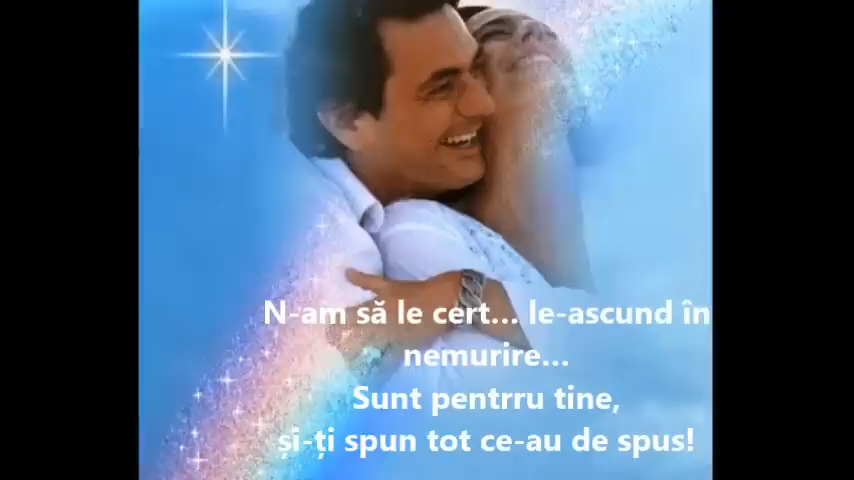 N-am să le cert... le-ascund în
nemurire...
Sunt pentrru tine,
și-ți spun tot ce-au de spus!